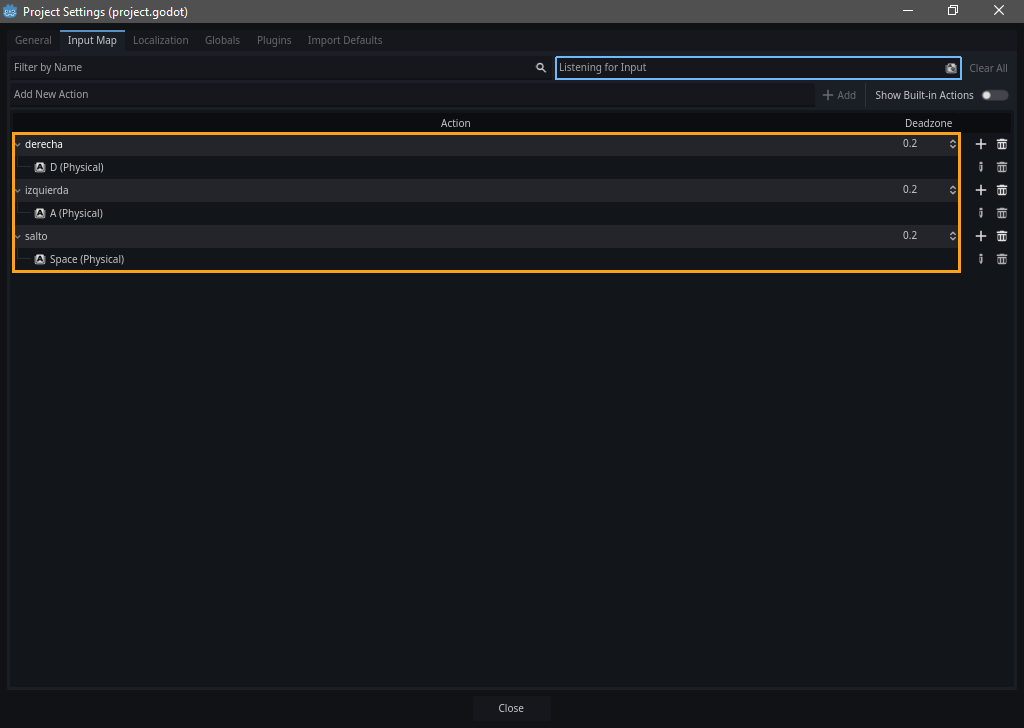 Project Settings (project.godot)
General Input Map Localization Globals Plugins Import Defaults
Filter by Name Listening for Input Clear All
Add New Action Add Show Built-in Actions
Action Deadzone
derecha 0.2
D (Physical)
izquierda 0.2
A (Physical)
salto 0.2
Space (Physical)
Close